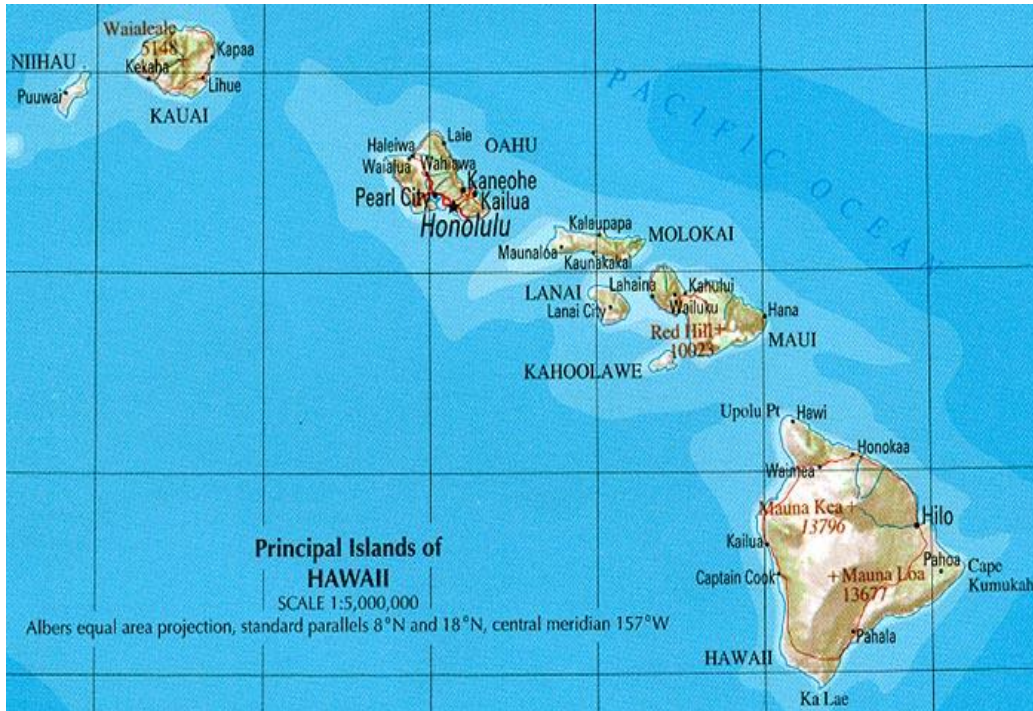 Waialeale
5148
Kapaa
NIIHAU
Kekaha
Lihue
Puuwai
KAUAI
Laie
Haleiwa
OAHU
Waialua
Wahiawa
Kaneohe
Pearl City
Kailua
Honolulu
PACIFIC OCEAN
Kalaupapa
MOLOKAI
Maunaloa
Kaunakakai
LANAI
Lahaina
Kahului
Lanai City
Wailuku
Hana
Red Hill
10023
MAUI
KAHOOLAWE
Upolu Pt
Hawi
Honokaa
Waimea
Mauna Kea
13796
Hilo
Kailua
Pahoa
Cape
Kumukah
Captain Cook
Mauna Loa
13677
Pahala
HAWAII
Ka Lae
Principal Islands of
HAWAII
SCALE 1:5,000,000
Albers equal area projection, standard parallels 8°N and 18°N, central meridian 157°W